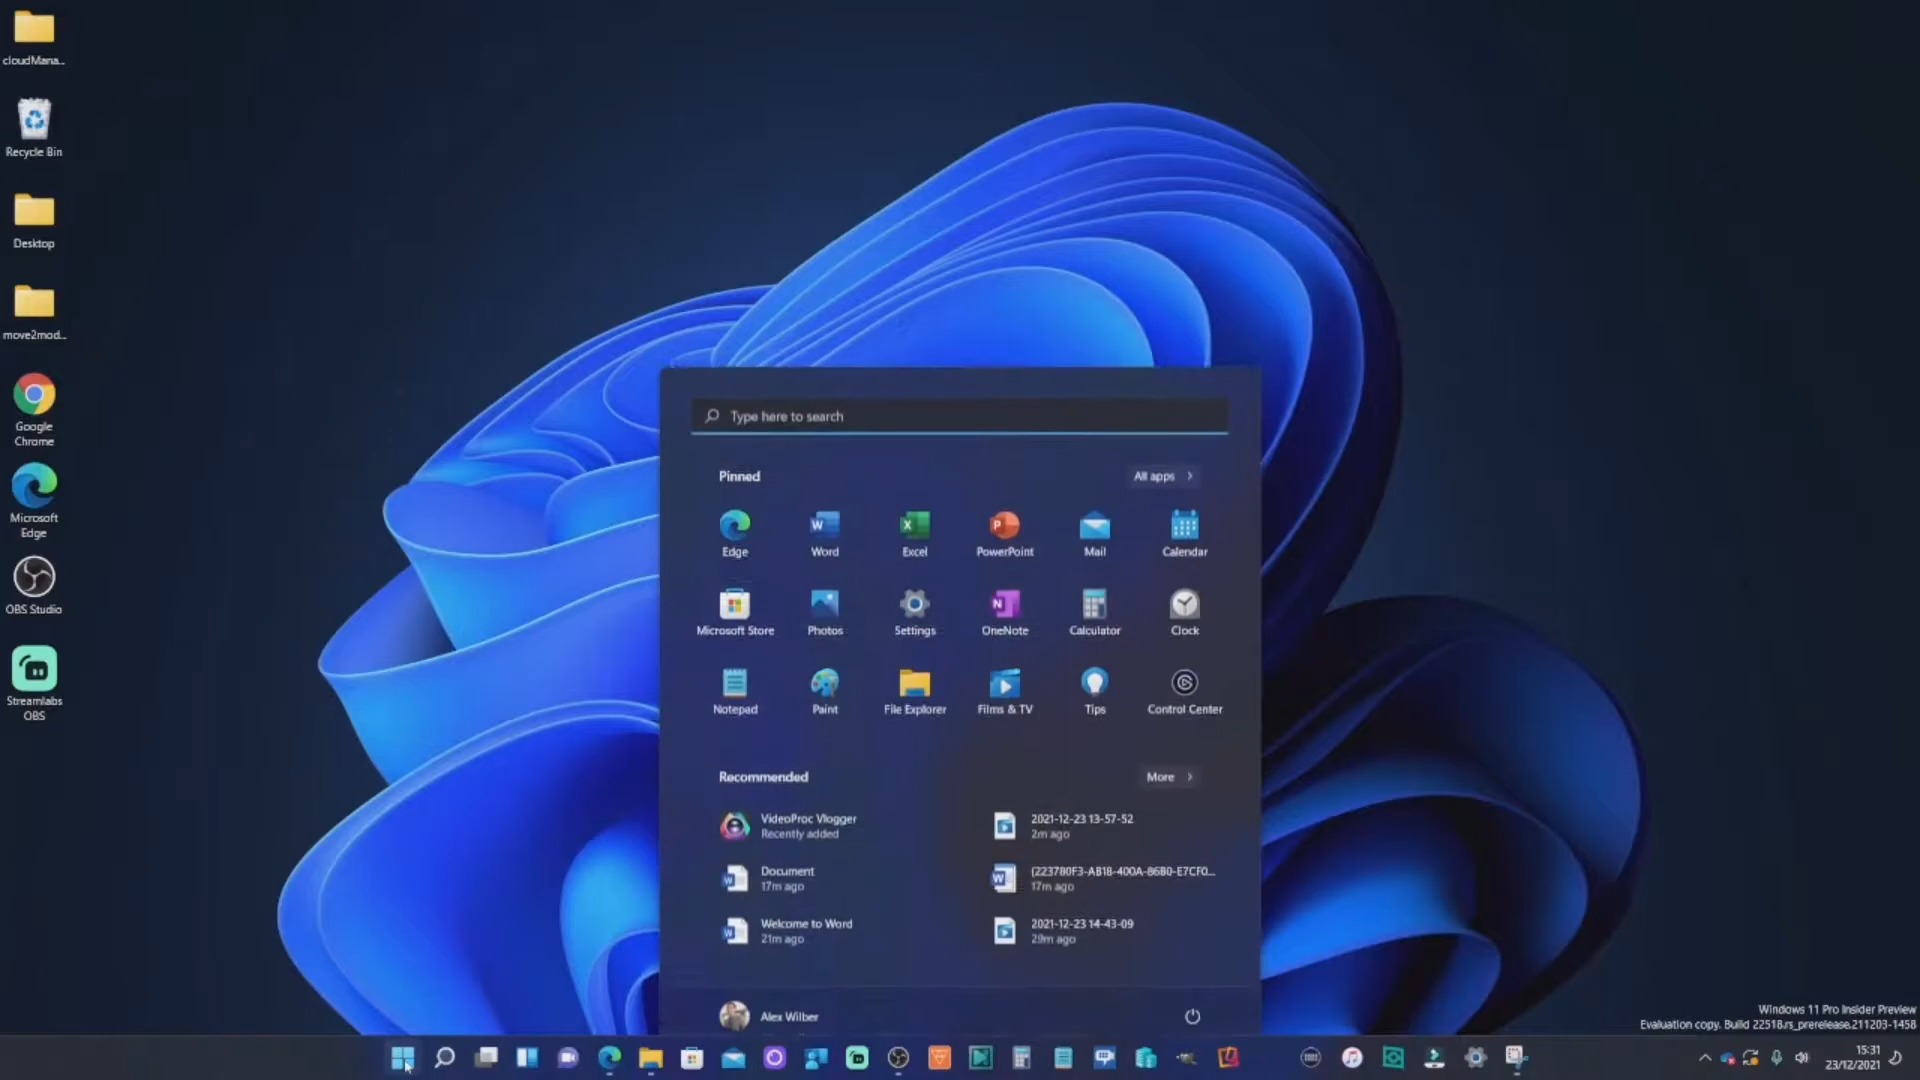 cloudMana...
Recycle Bin
Desktop
move2mod...
Google
Chrome
Microsoft
Edge
OBS Studio
Streamlabs
OBS
Type here to search
Pinned
All apps
Edge
Word
Excel
PowerPoint
Mail
Calendar
Microsoft Store
Photos
Settings
OneNote
Calculator
Clock
Notepad
Paint
File Explorer
Films & TV
Tips
Control Center
Recommended
More
VideoProc Vlogger
Recently added
2021-12-23 13-57-52
2m ago
Document
17m ago
{223780F3-AB18-400A-86B0-E7CF0...
17m ago
Welcome to Word
21m ago
2021-12-23 14-43-09
29m ago
Alex Wilber
Windows 11 Pro Insider Preview
Evaluation copy. Build 22518.rs_prerelease.211203-1458
15:31
23/12/2021